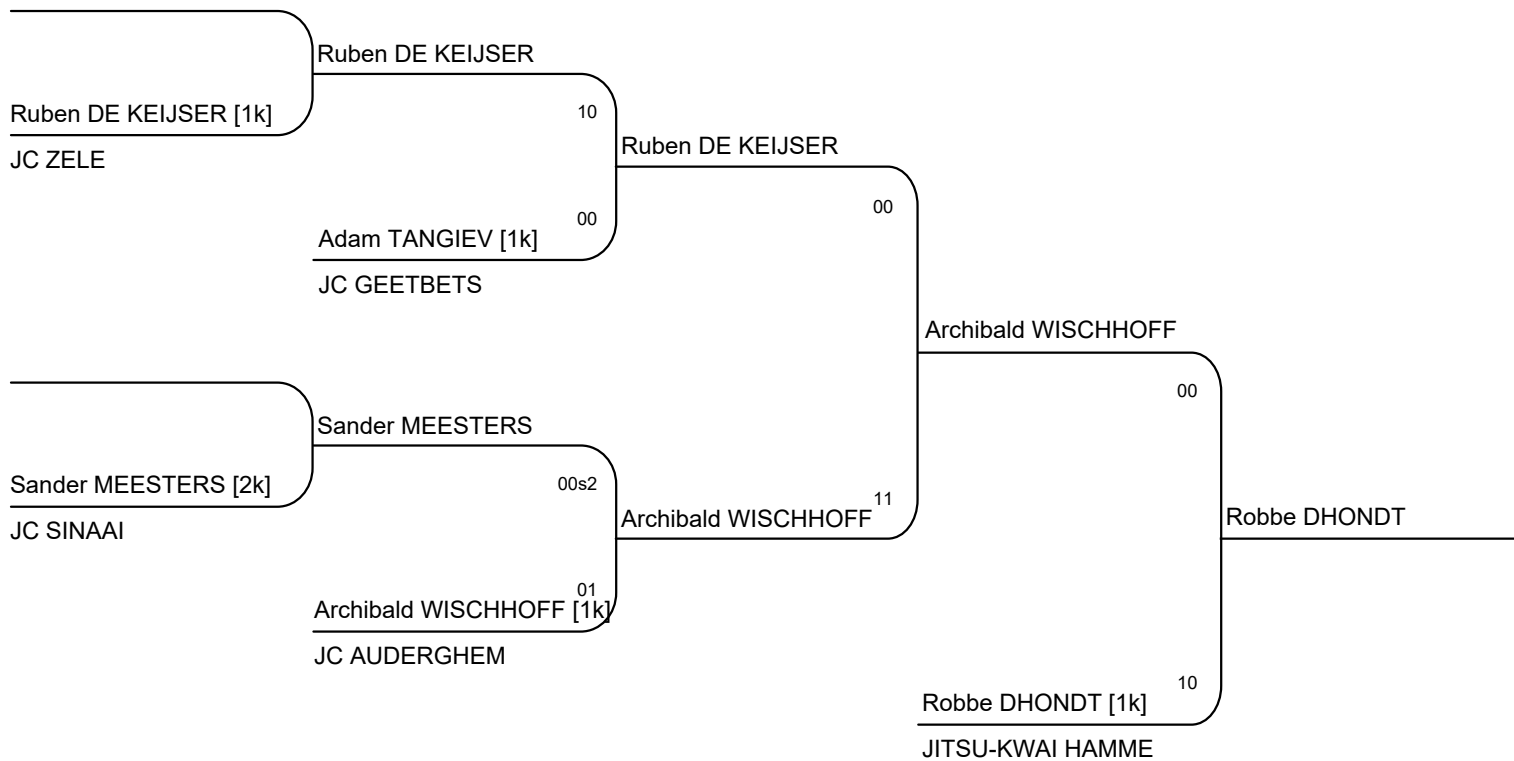 Ruben DE KEIJSER
Ruben DE KEIJSER [1k]
10
JC ZELE
Ruben DE KEIJSER
00
Adam TANGIEV [1k]
00
JC GEETBETS
Archibald WISCHHOFF
00
Sander MEESTERS
Sander MEESTERS [2k]
00s2
JC SINAAI
Archibald WISCHHOFF
11
Robbe DHONDT
01
Archibald WISCHHOFF [1k]
JC AUDERGHEM
10
Robbe DHONDT [1k]
JITSU-KWAI HAMME